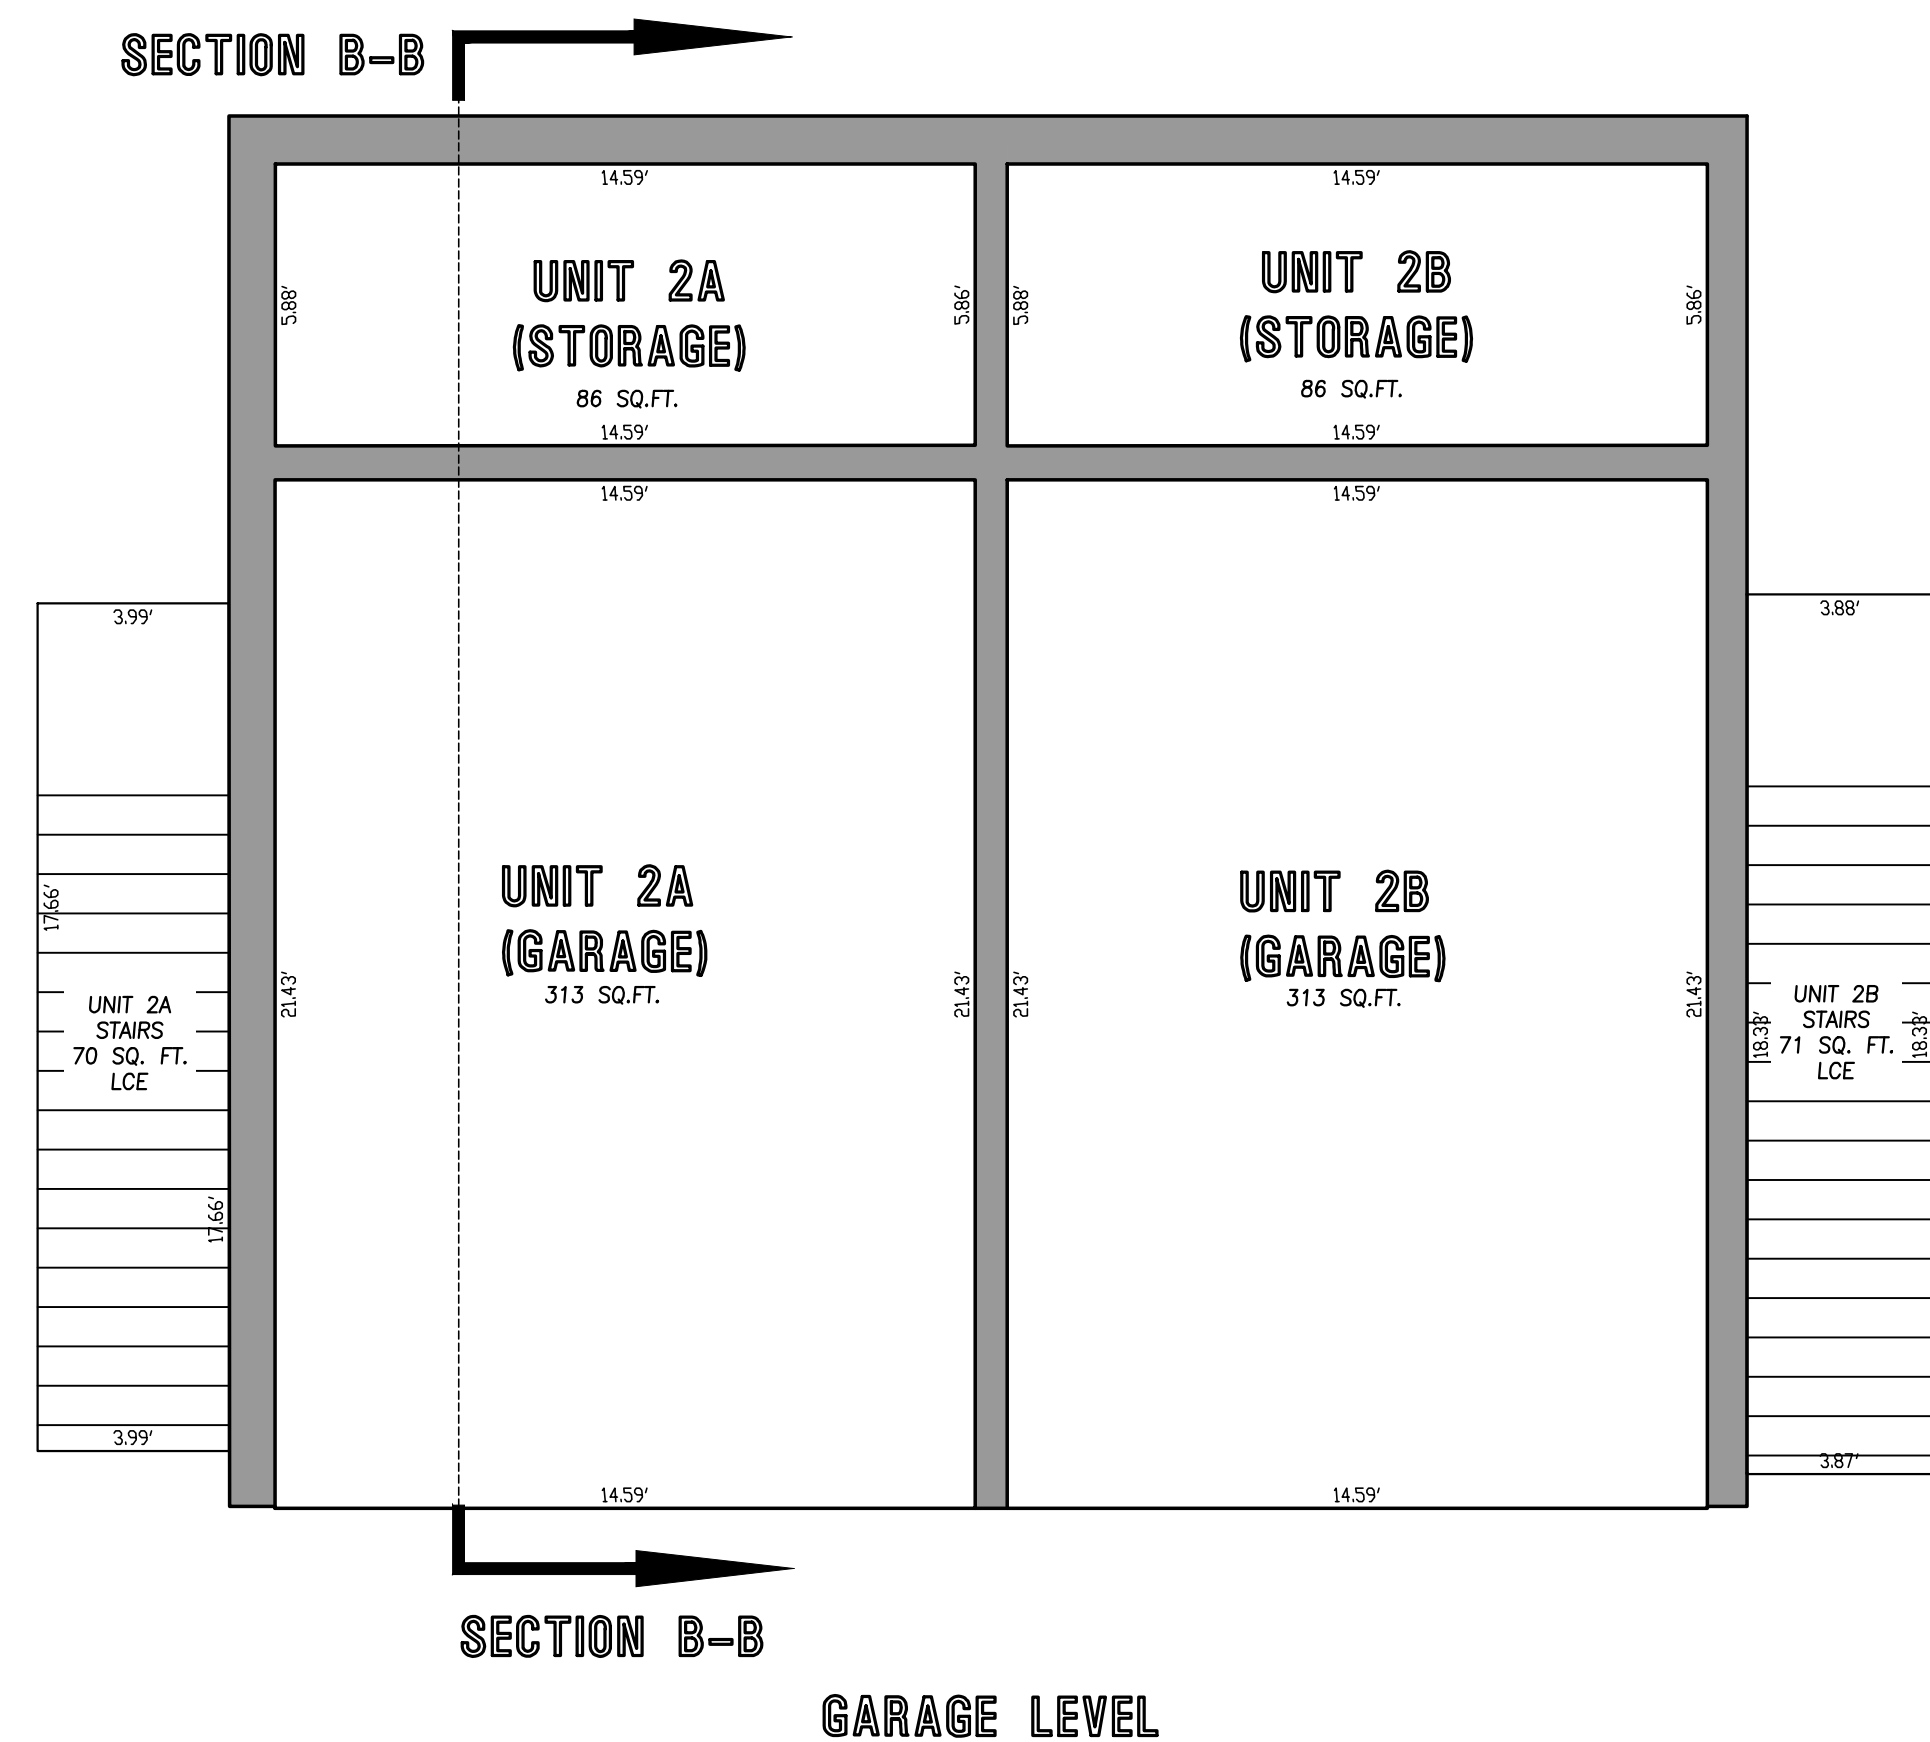 SECTION B-B
14.59'
14.59'
5.88'
UNIT 2A
(STORAGE)
86 SQ.FT.
5.86'
14.59'
5.88'
UNIT 2B
(STORAGE)
86 SQ.FT.
5.86'
14.59'
14.59'
14.59'
3.99'
3.88'
17.66'
UNIT 2A
(GARAGE)
313 SQ.FT.
21.43'
21.43'
UNIT 2B
(GARAGE)
313 SQ.FT.
21.43'
21.43'
UNIT 2A
STAIRS
70 SQ. FT.
LCE
17.66'
3.99'
18.33'
UNIT 2B
STAIRS
71 SQ. FT.
LCE
18.33'
3.87'
14.59'
14.59'
SECTION B-B
GARAGE LEVEL